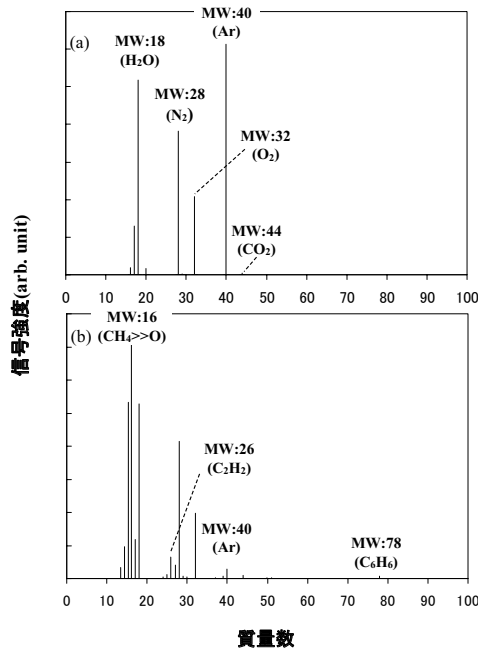 MW:40
(Ar)
MW:18
(H₂O)
(a)
MW:28
(N₂)
MW:32
(O₂)
MW:44
(CO₂)
0 10 20 30 40 50 60 70 80 90 100
信号強度(arb. unit)
MW:16
(b)
(CH₄>>O)
MW:26
(C₂H₂)
MW:40
(Ar)
MW:78
(C₆H₆)
0 10 20 30 40 50 60 70 80 90 100
質量数